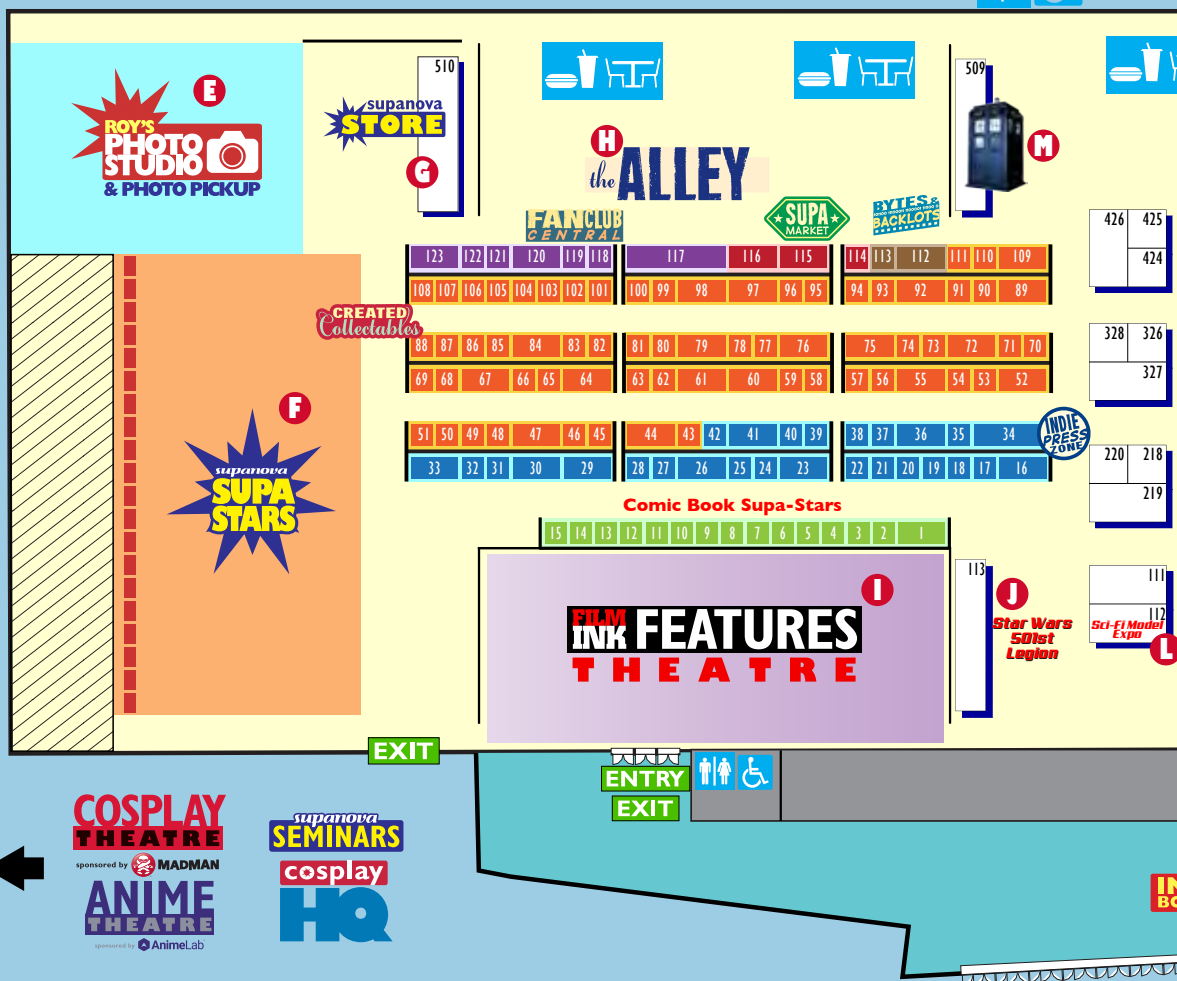 E
ROY'S
PHOTO
STUDIO
& PHOTO PICKUP
510
supanova
STORE
G
H
the ALLEY
509
M
FANCLUB
CENTRAL
SUPA
MARKET
BYTES &
BACKLOTS
426 425
424
123 122 121 120 119 118 117 116 115 114 113 112 111 110 109
108 107 106 105 104 103 102 101 100 99 98 97 96 95 94 93 92 91 90 89
CREATED
Collectables
88 87 86 85 84 83 82 81 80 79 78 77 76 75 74 73 72 71 70
69 68 67 66 65 64 63 62 61 60 59 58 57 56 55 54 53 52
328 326
327
F
supanova
SUPA
STARS
51 50 49 48 47 46 45 44 43 42 41 40 39 38 37 36 35 34
33 32 31 30 29 28 27 26 25 24 23 22 21 20 19 18 17 16
INDIE
PRESS
ZONE
220 218
219
Comic Book Supa-Stars
15 14 13 12 11 10 9 8 7 6 5 4 3 2 1
I
FILM
INK FEATURES
THEATRE
113
J
Star Wars
501st
Legion
111
112
Sci-Fi Model
Expo
L
EXIT
ENTRY
EXIT
COSPLAY
THEATRE
sponsored by MADMAN
ANIME
THEATRE
sponsored by AnimeLab
supanova
SEMINARS
cosplay
HQ